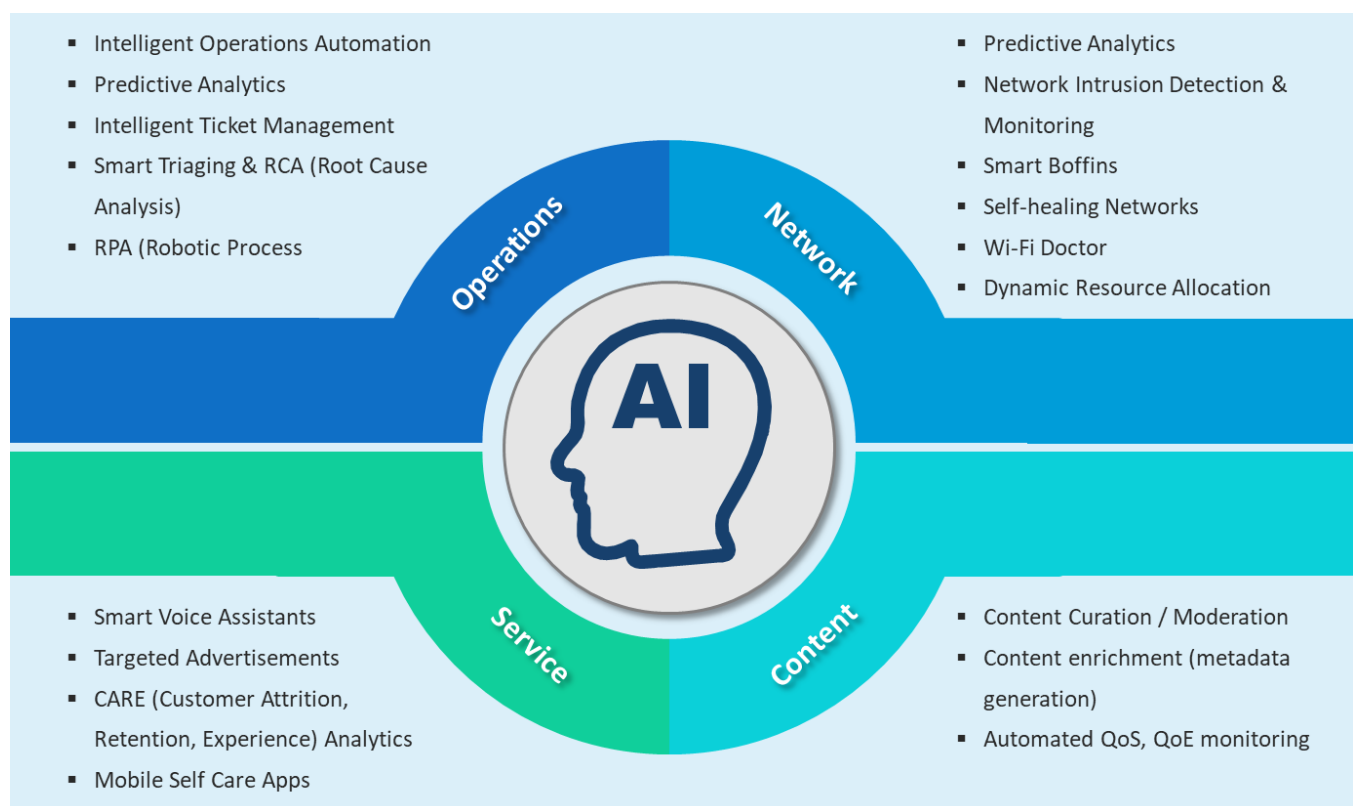 ▪ Intelligent Operations Automation
▪ Predictive Analytics
▪ Intelligent Ticket Management
▪ Smart Triaging & RCA (Root Cause
Analysis)
▪ RPA (Robotic Process
▪ Predictive Analytics
▪ Network Intrusion Detection &
Monitoring
▪ Smart Boffins
▪ Self-healing Networks
▪ Wi-Fi Doctor
▪ Dynamic Resource Allocation
Operations
Network
AI
Service
Content
▪ Smart Voice Assistants
▪ Targeted Advertisements
▪ CARE (Customer Attrition,
Retention, Experience) Analytics
▪ Mobile Self Care Apps
▪ Content Curation / Moderation
▪ Content enrichment (metadata
generation)
▪ Automated QoS, QoE monitoring